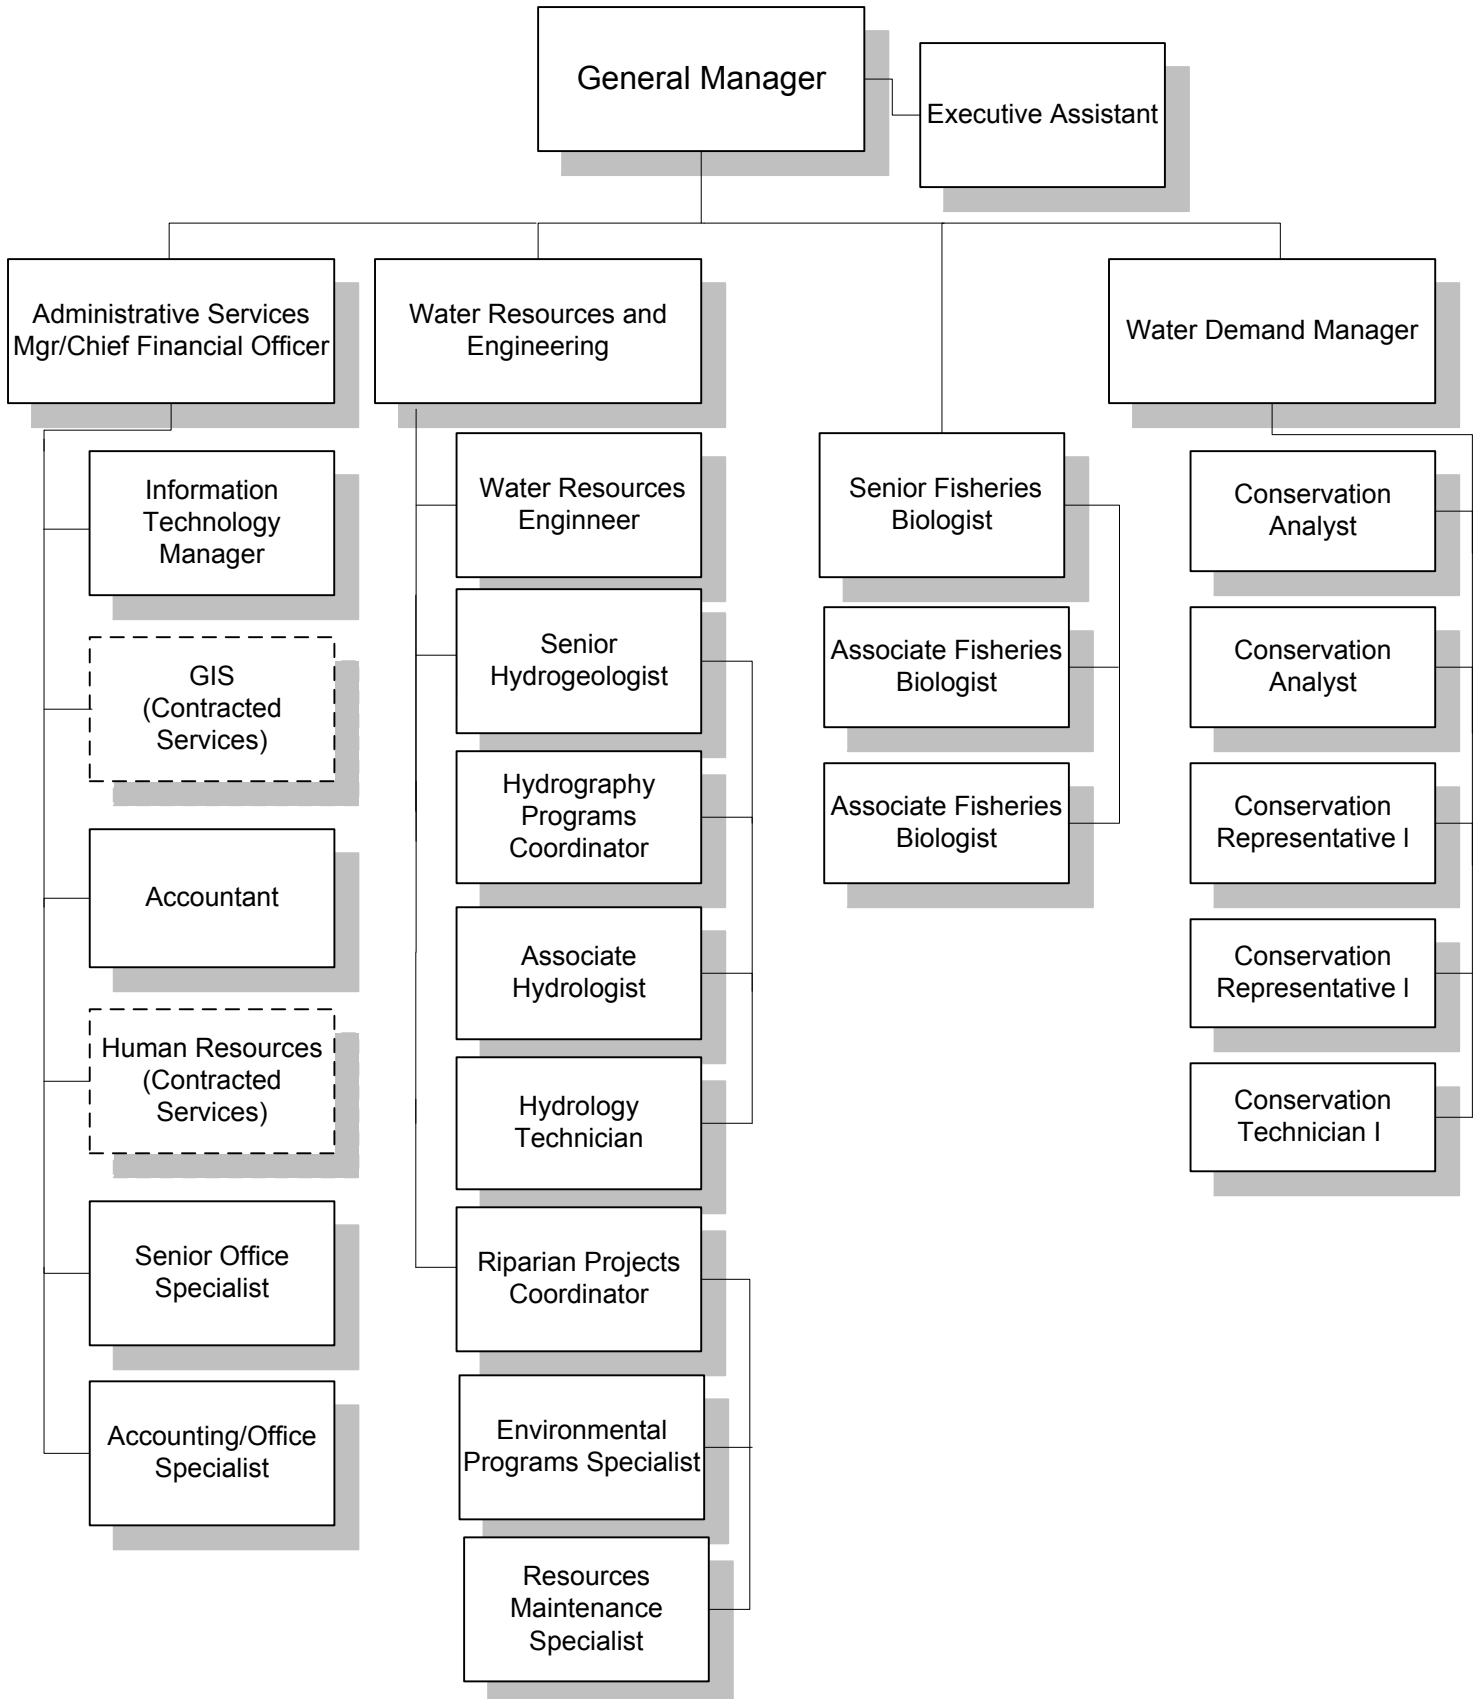 General Manager
Executive Assistant
Administrative Services
Mgr/Chief Financial Officer
Water Resources and
Engineering
Water Demand Manager
Information
Technology
Manager
GIS
(Contracted
Services)
Accountant
Human Resources
(Contracted
Services)
Senior Office
Specialist
Accounting/Office
Specialist
Water Resources
Enginneer
Senior
Hydrogeologist
Hydrography
Programs
Coordinator
Associate
Hydrologist
Hydrology
Technician
Riparian Projects
Coordinator
Environmental
Programs Specialist
Resources
Maintenance
Specialist
Senior Fisheries
Biologist
Associate Fisheries
Biologist
Associate Fisheries
Biologist
Conservation
Analyst
Conservation
Analyst
Conservation
Representative I
Conservation
Representative I
Conservation
Technician I